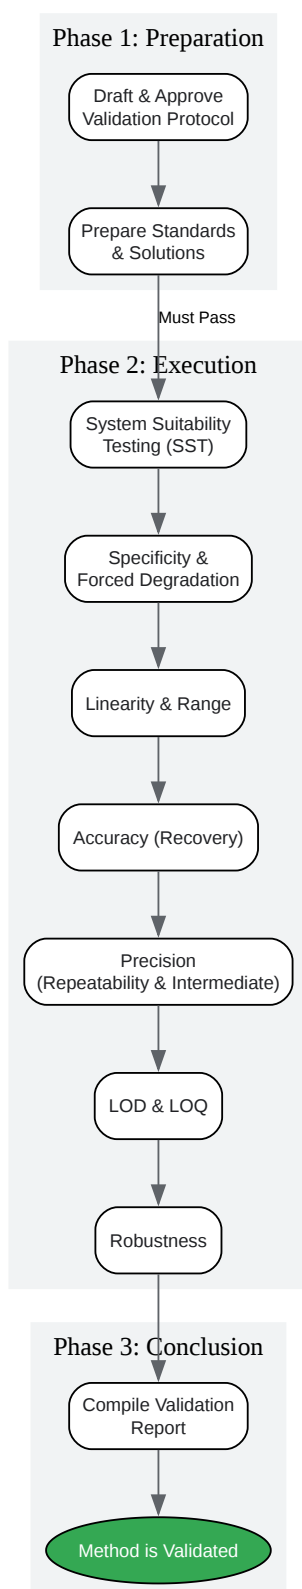 Phase 1: Preparation
Draft & Approve
Validation Protocol
Prepare Standards
& Solutions
Must Pass
Phase 2: Execution
System Suitability
Testing (SST)
Specificity &
Forced Degradation
Linearity & Range
Accuracy (Recovery)
Precision
(Repeatability & Intermediate)
LOD & LOQ
Robustness
Phase 3: Conclusion
Compile Validation
Report
Method is Validated